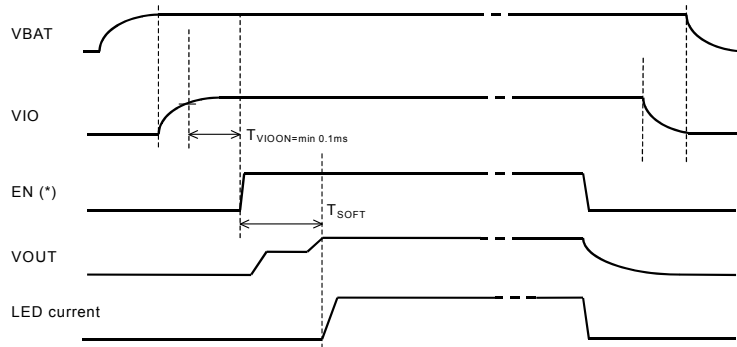 VBAT
VIO
TVIOON=min 0.1ms
EN (*)
TSOFT
VOUT
LED current